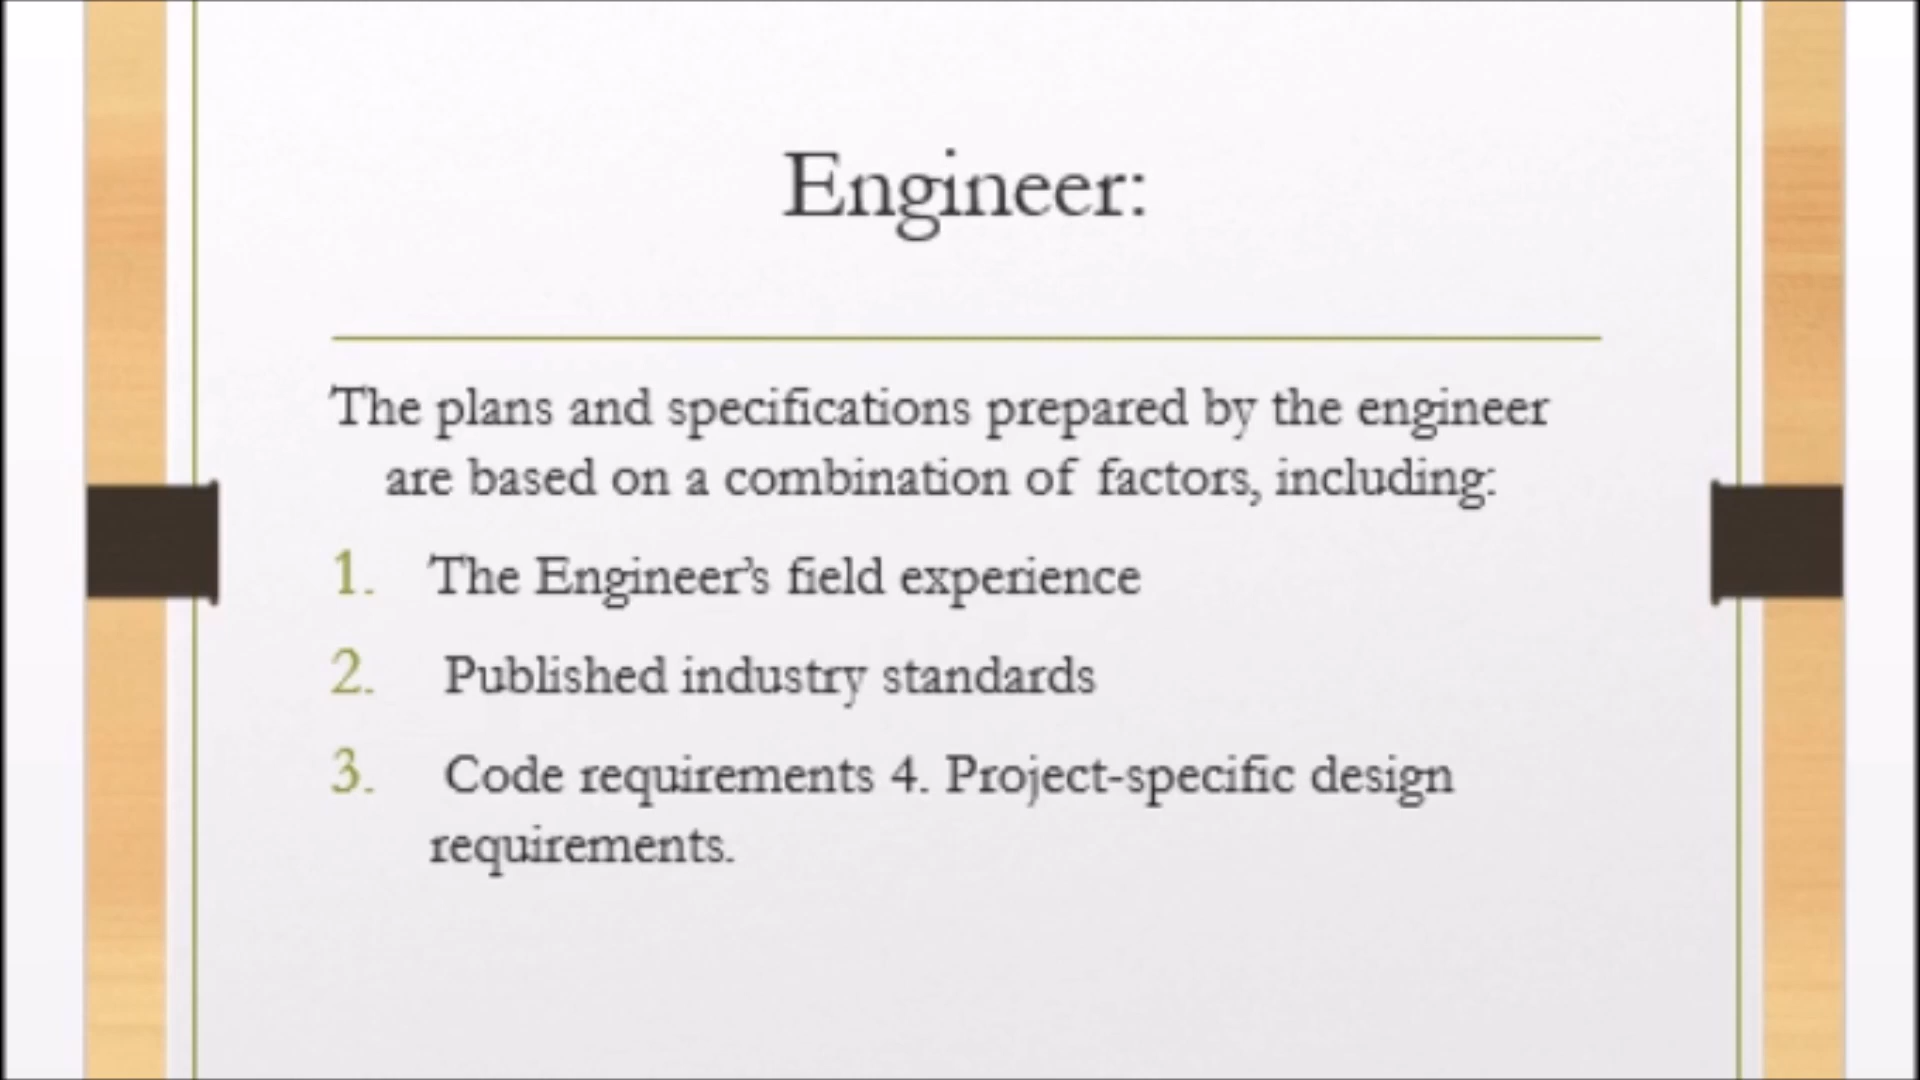 Engineer:
The plans and specifications prepared by the engineer
are based on a combination of factors, including:
1. The Engineer’s field experience
2. Published industry standards
3. Code requirements 4. Project-specific design
requirements.